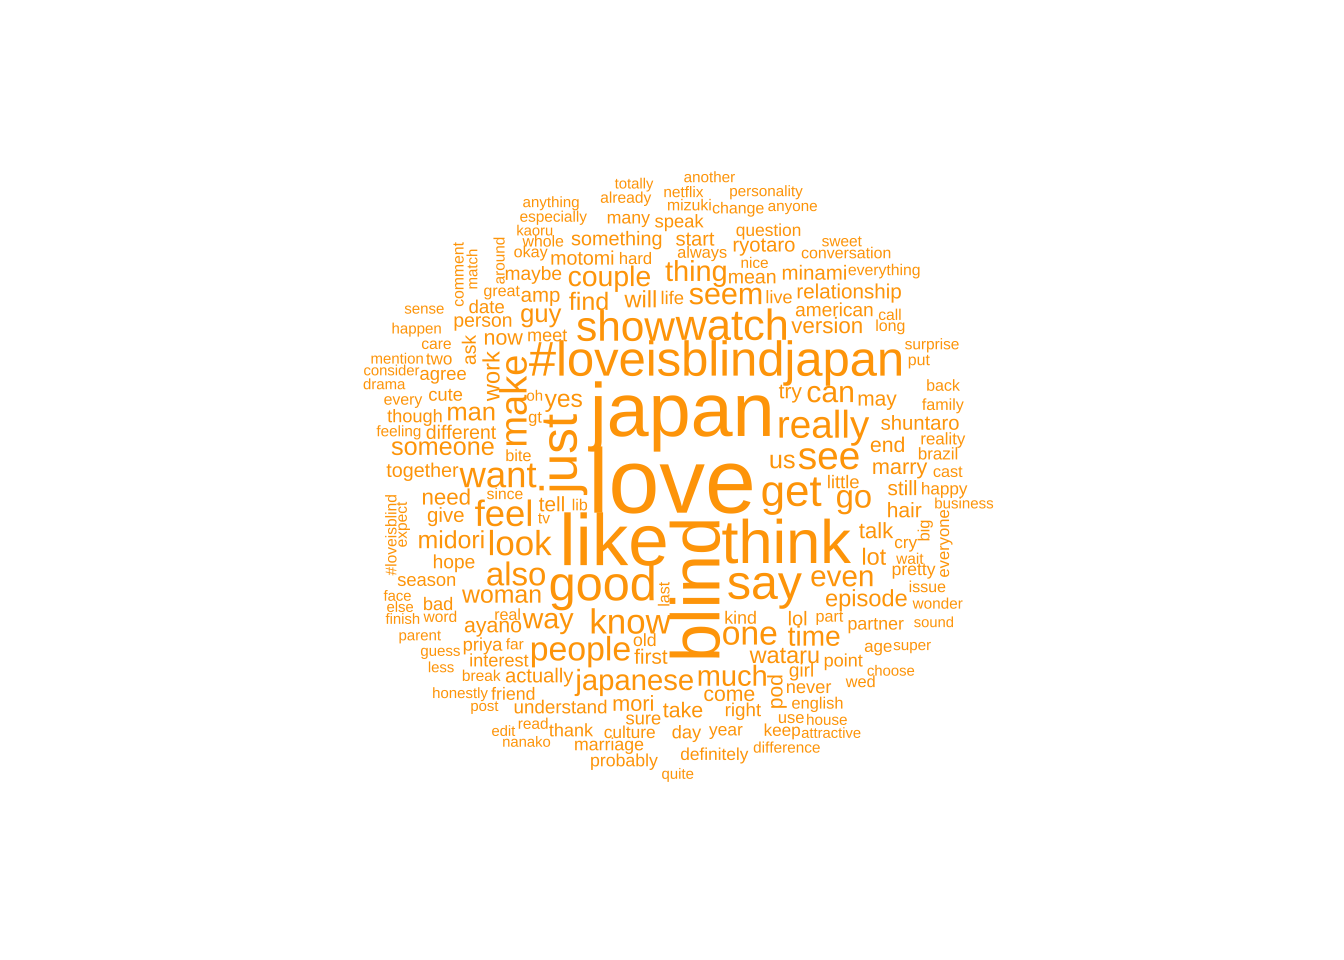 another
totally
netflix
personality
anything
already
mizuki
change
anyone
especially
many
speak
kaoru
question
whole
something
start
ryotaro
sweet
okay
motomi
hard
always
conversation
around
comment
match
maybe
couple
thing
nice
mean
minami
everything
great
amp
find
will
life
seem
live
relationship
sense
date
guy
american
call
happen
person
show
watch
version
long
care
ask
now
meet
#loveisblindjapan
surprise
mention
two
put
consider
agree
work
make
drama
every
cute
oh
yes
japan
try
can
may
back
family
though
man
gt
just
really
shuntaro
feeling
different
someone
bite
us
see
end
reality
brazil
together
want
.
love
little
marry
cast
need
since
tell
lib
get
go
still
happy
business
#loveisblind
expect
give
feel
tv
hair
midori
look
like
blind
think
talk
big
everyone
hope
cry
season
also
good
last
say
even
lot
wait
pretty
issue
face
else
bad
woman
episode
wonder
finish
word
real
way
know
kind
lol
part
partner
sound
parent
ayano
one
time
guess
priya
far
people
old
first
wataru
point
age
super
less
interest
break
actually
japanese
much
girl
choose
honestly
friend
come
pod
never
wed
post
understand
mori
take
right
english
edit
read
thank
sure
culture
day
year
use
house
keep
attractive
nanako
marriage
difference
probably
definitely
quite